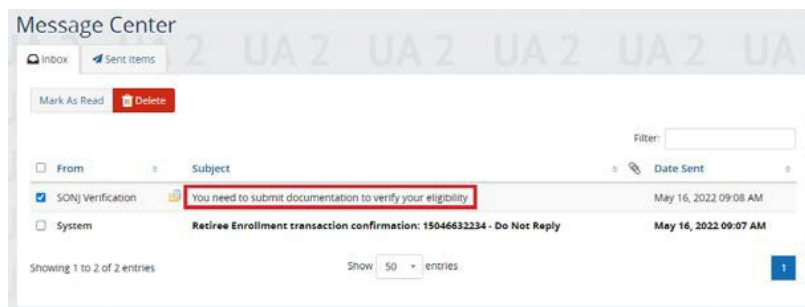 Message Center
Inbox Sent Items
Mark As Read Delete
Filter:
From Subject Date Sent
SONJ Verification You need to submit documentation to verify your eligibility May 16, 2022 09:08 AM
System Retiree Enrollment transaction confirmation: 15046632234 - Do Not Reply May 16, 2022 09:07 AM
Showing 1 to 2 of 2 entries Show 50 entries 1
UA 2 UA 2 UA 2 UA 2 UA